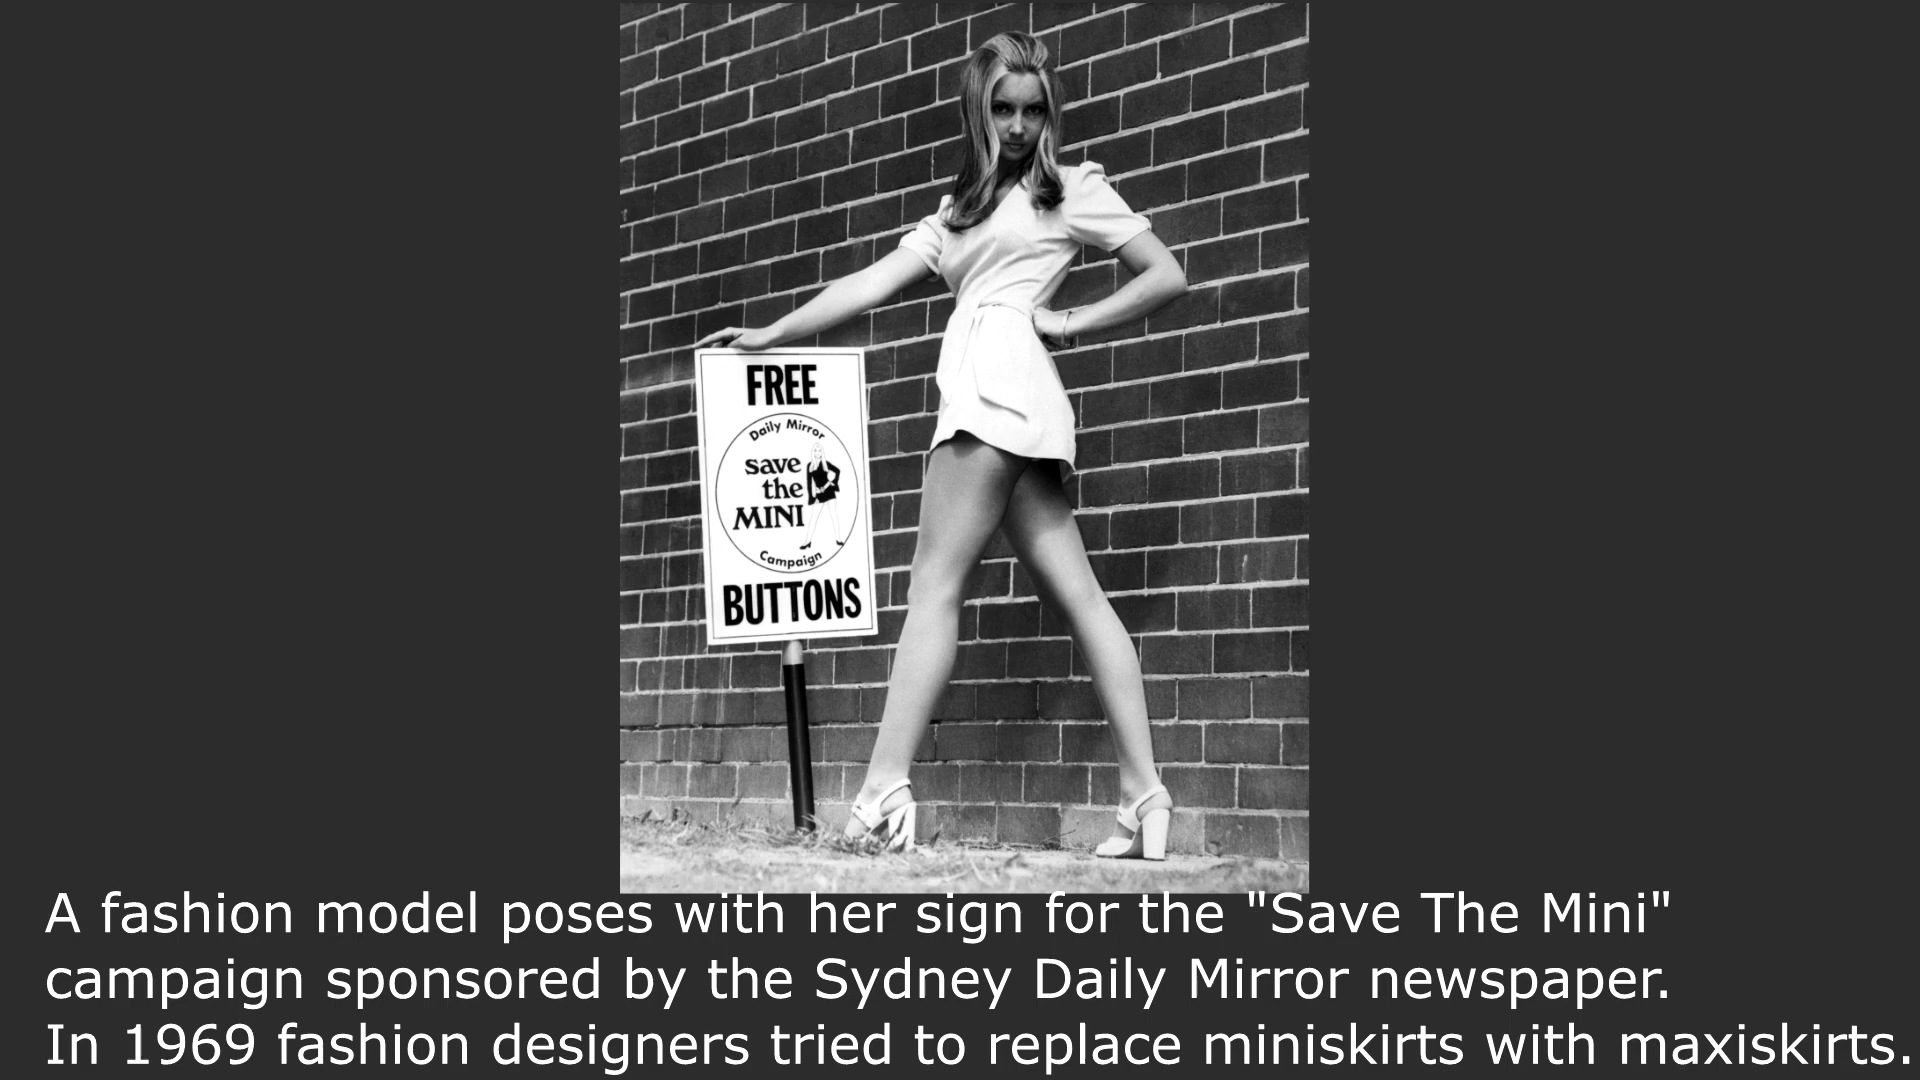 FREE
Daily Mirror
save
the
MINI
Campaign
BUTTONS
A fashion model poses with her sign for the "Save The Mini"
campaign sponsored by the Sydney Daily Mirror newspaper.
In 1969 fashion designers tried to replace miniskirts with maxiskirts.